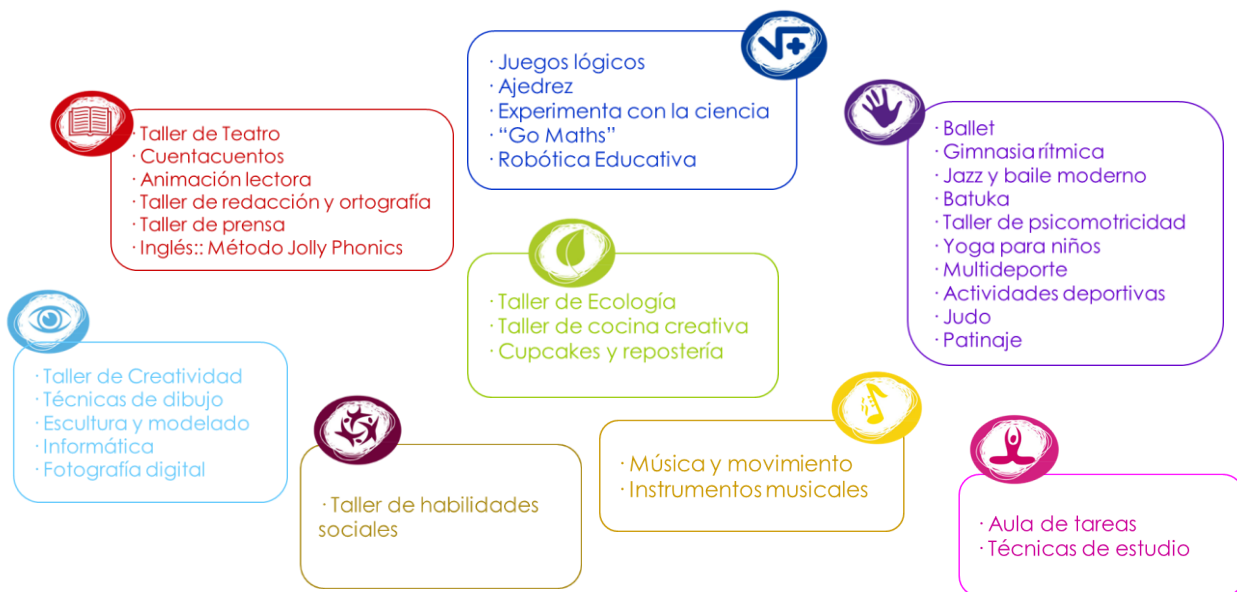 · Juegos lógicos
· Ajedrez
· Experimenta con la ciencia
· “Go Maths”
· Robótica Educativa
· Taller de Teatro
· Cuentacuentos
· Animación lectora
· Taller de redacción y ortografía
· Taller de prensa
· Inglés:: Método Jolly Phonics
· Ballet
· Gimnasia rítmica
· Jazz y baile moderno
· Batuka
· Taller de psicomotricidad
· Yoga para niños
· Multideporte
· Actividades deportivas
· Judo
· Patinaje
· Taller de Ecología
· Taller de cocina creativa
· Cupcakes y repostería
· Taller de Creatividad
· Técnicas de dibujo
· Escultura y modelado
· Informática
· Fotografía digital
· Taller de habilidades
sociales
· Música y movimiento
· Instrumentos musicales
· Aula de tareas
· Técnicas de estudio